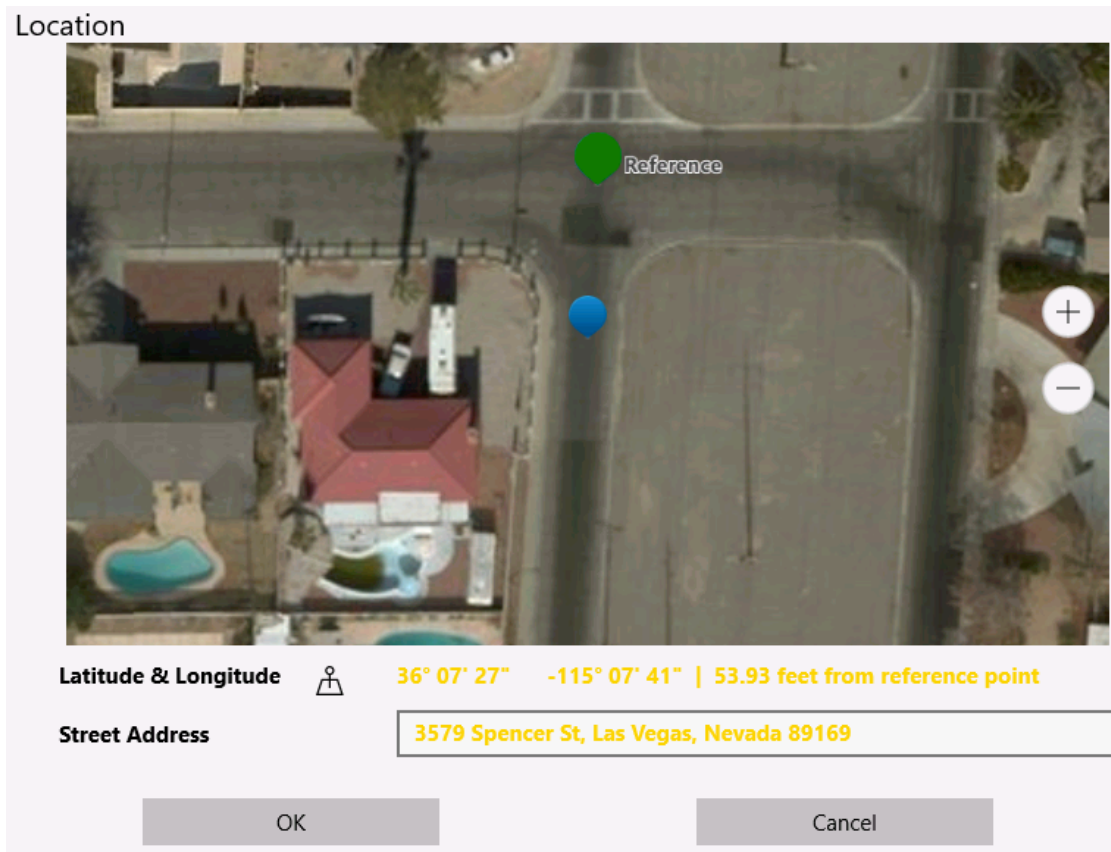 Location
Reference
Latitude & Longitude 36° 07' 27" -115° 07' 41" | 53.93 feet from reference point
Street Address 3579 Spencer St, Las Vegas, Nevada 89169
OK Cancel